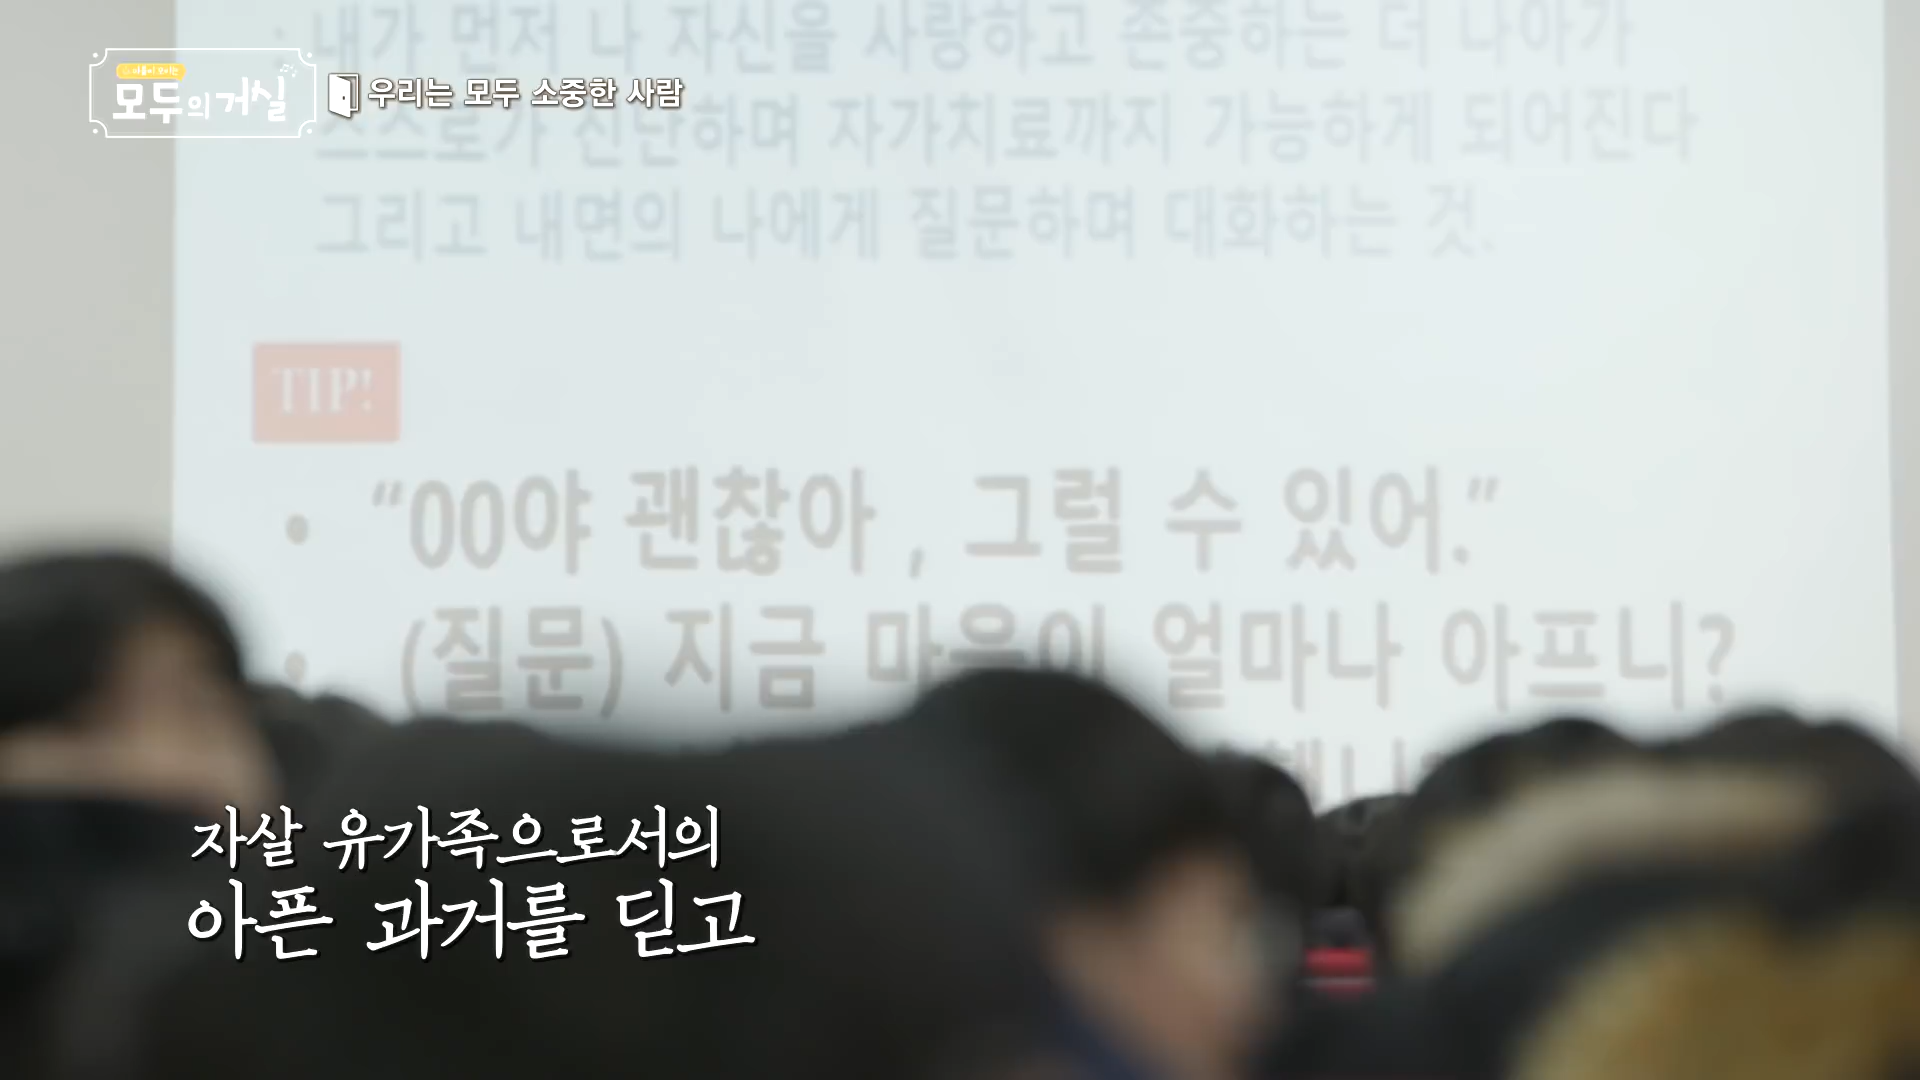 모두의 거실
우리는 모두 소중한 사람
: 내가 먼저 나 자신을 사랑하고 존중하는 더 나아가
스스로가 진단하며 자가치료까지 가능하게 되어진다
그리고 내면의 나에게 질문하며 대화하는 것.
TIP!
• “00야 괜찮아 , 그럴 수 있어.”
• (질문) 지금 마음이 얼마나 아프니?
자살 유가족으로서의
아픈 과거를 딛고